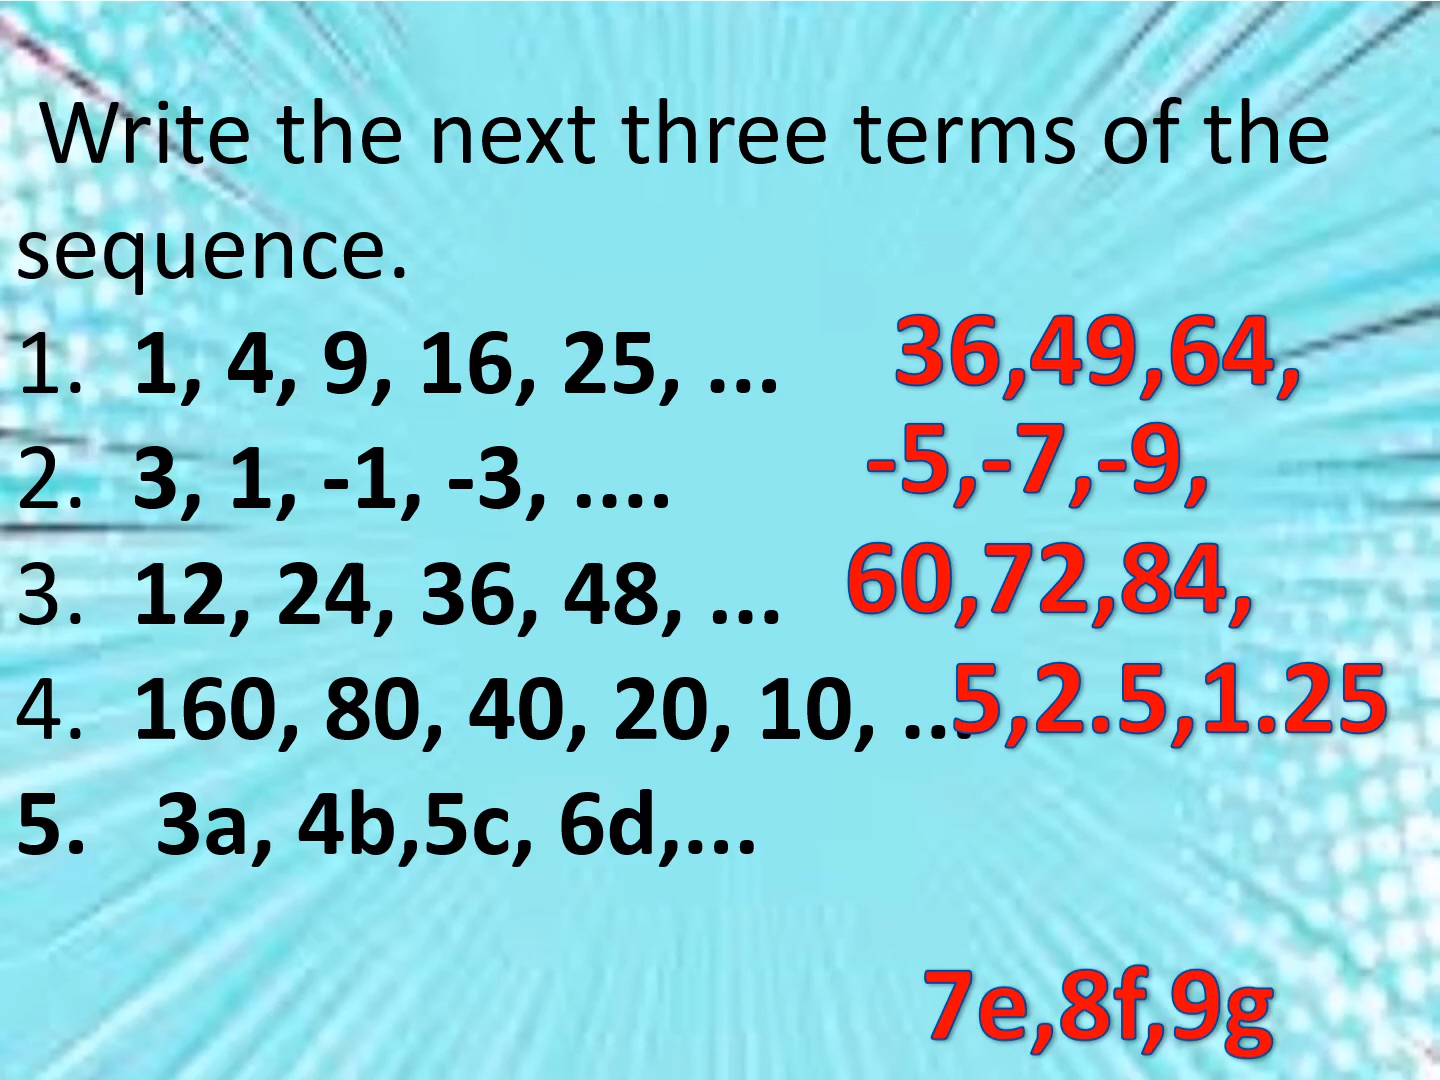 Write the next three terms of the
sequence.
1. 1, 4, 9, 16, 25, ... 36,49,64,
2. 3, 1, -1, -3, .... -5,-7,-9,
3. 12, 24, 36, 48, ... 60,72,84,
4. 160, 80, 40, 20, 10, ... 5,2.5,1.25
5. 3a, 4b,5c, 6d,...
7e,8f,9g